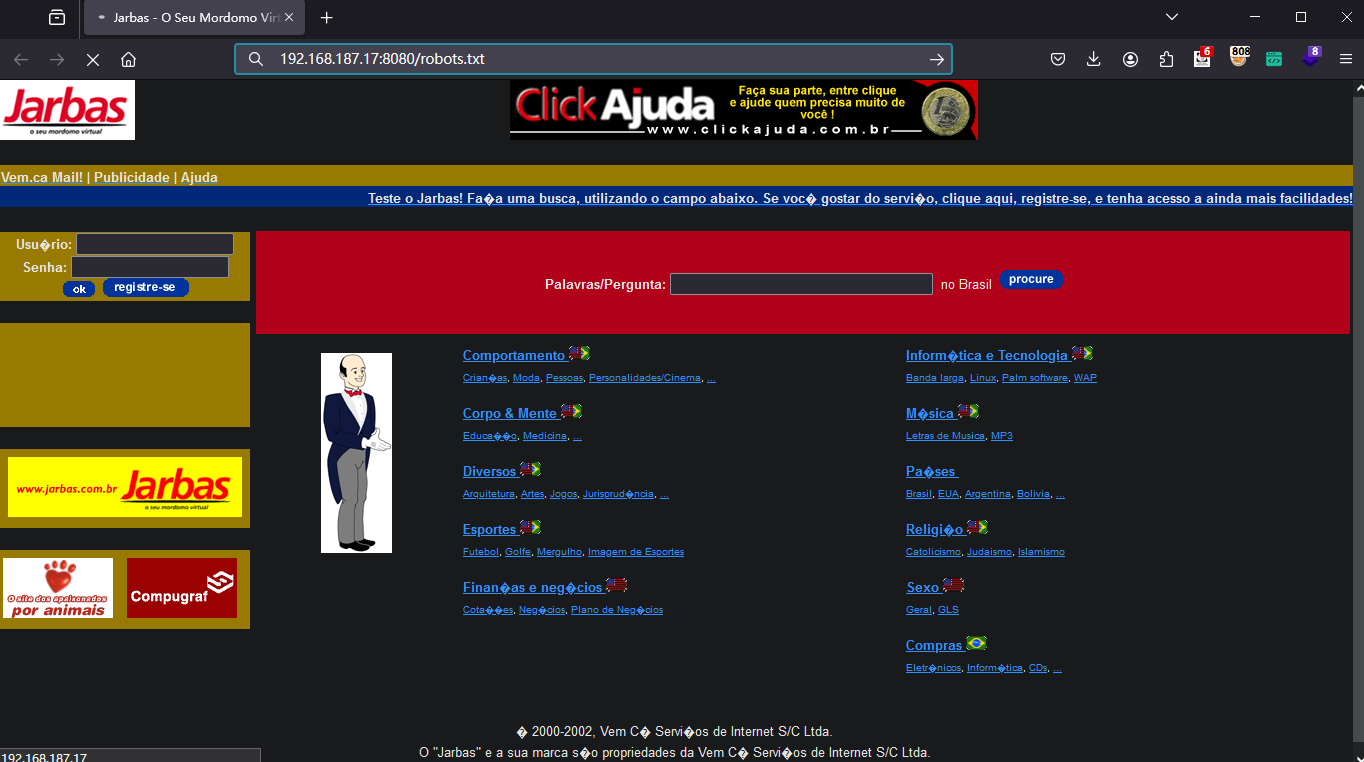 Jarbas - O Seu Mordomo Virt
192.168.187.17:8080/robots.txt
6
808
8
Jarbas
o seu mordomo virtual
ClickAjuda
Faça sua parte, entre clique
e ajude quem precisa muito de
você !
www.clickajuda.com.br
Vem.ca Mail! | Publicidade | Ajuda
Teste o Jarbas! Fa�a uma busca, utilizando o campo abaixo. Se voc� gostar do servi�o, clique aqui, registre-se, e tenha acesso a ainda mais facilidades!
Usu�rio:
Senha:
ok registre-se
Palavras/Pergunta: no Brasil procure
www.jarbas.com.br Jarbas
o seu mordomo virtual
O site dos apaixonados
por animais
Compugraf
Comportamento
Crian�as, Moda, Pessoas, Personalidades/Cinema, ...
Corpo & Mente
Educa��o, Medicina, ...
Diversos
Arquitetura, Artes, Jogos, Jurisprud�ncia, ...
Esportes
Futebol, Golfe, Mergulho, Imagem de Esportes
Finan�as e neg�cios
Cota��es, Neg�cios, Plano de Neg�cios
Inform�tica e Tecnologia
Banda larga, Linux, Palm software, WAP
M�sica
Letras de Musica, MP3
Pa�ses
Brasil, EUA, Argentina, Bolivia, ...
Religi�o
Catolicismo, Judaismo, Islamismo
Sexo
Geral, GLS
Compras
Eletr�nicos, Inform�tica, CDs, ...
� 2000-2002, Vem C� Servi�os de Internet S/C Ltda.
O "Jarbas" e a sua marca s�o propriedades da Vem C� Servi�os de Internet S/C Ltda.
192.168.187.17